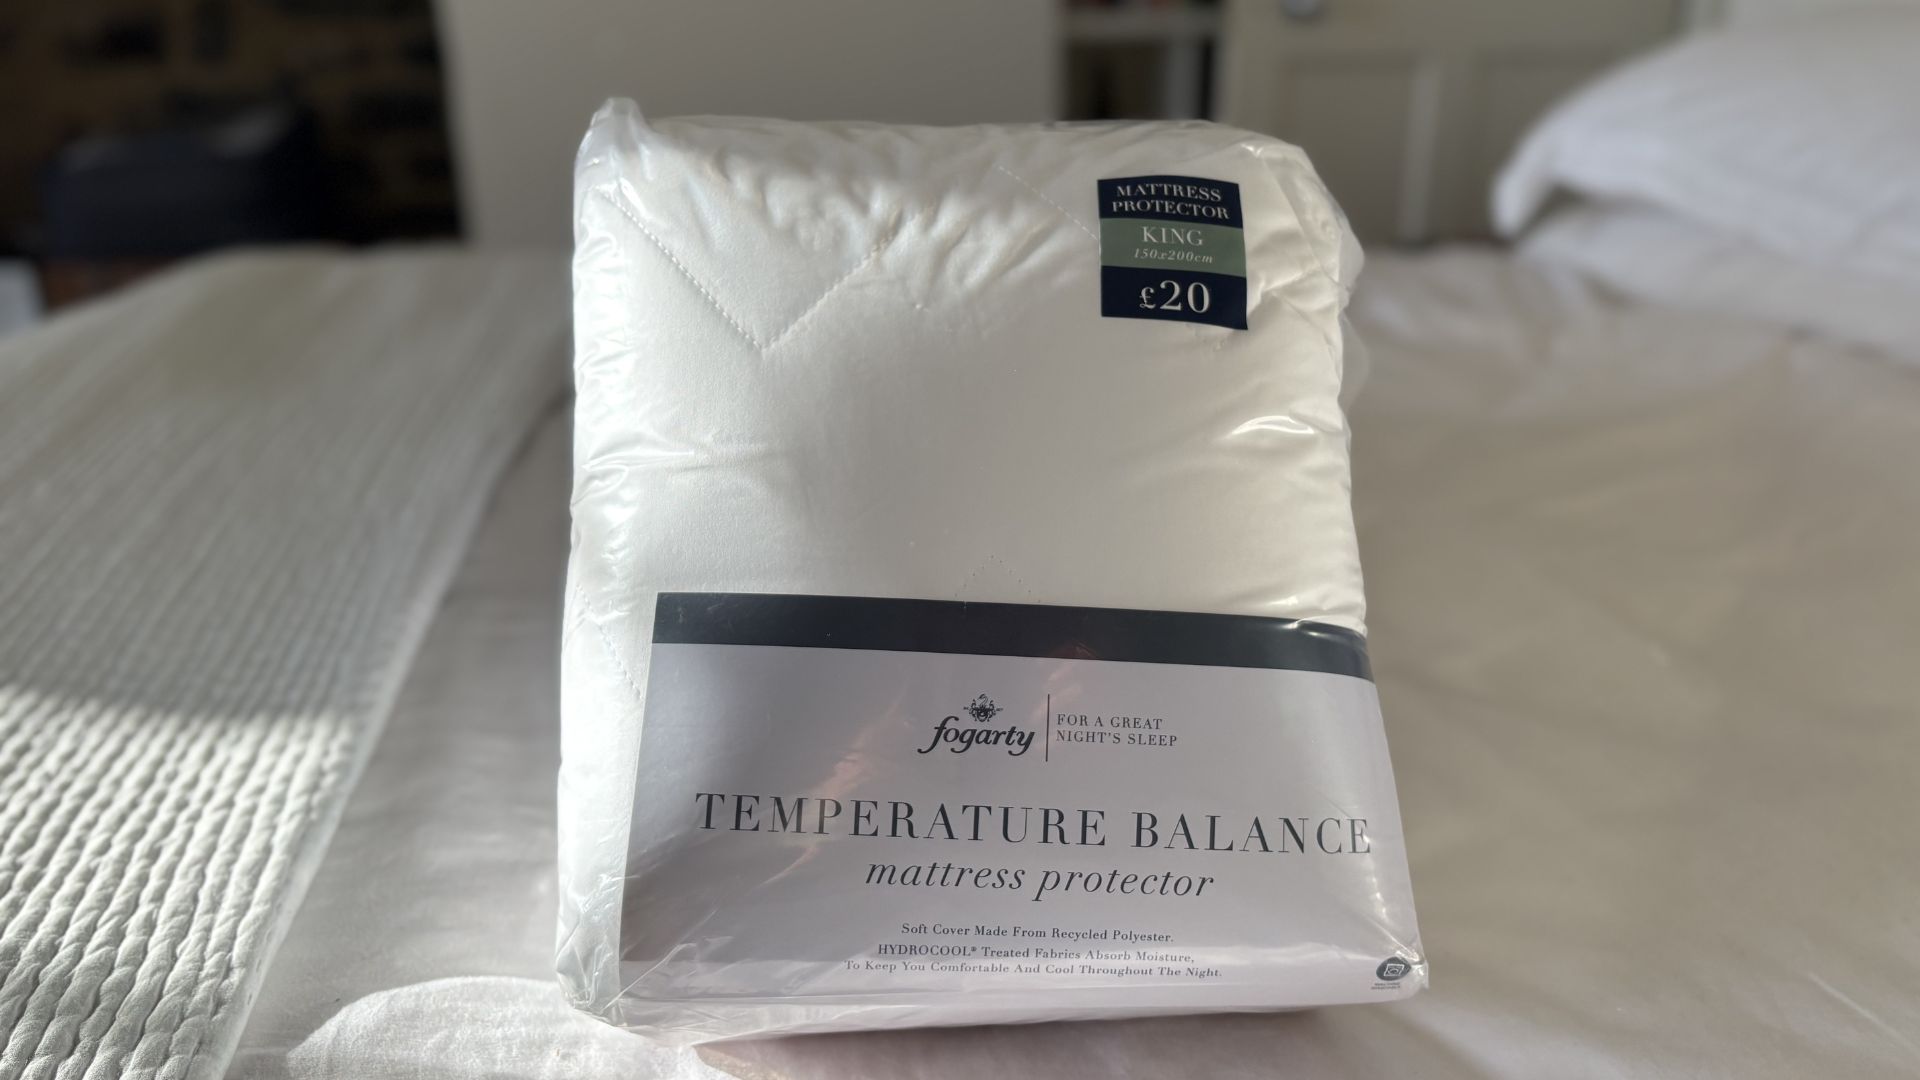 MATTRESS
PROTECTOR
KING
150x200cm
£20
fogarty
FOR A GREAT
NIGHT'S SLEEP
TEMPERATURE BALANCE
mattress protector
Soft Cover Made From Recycled Polyester.
HYDROCOOL® Treated Fabrics Absorb Moisture,
To Keep You Comfortable And Cool Throughout The Night.